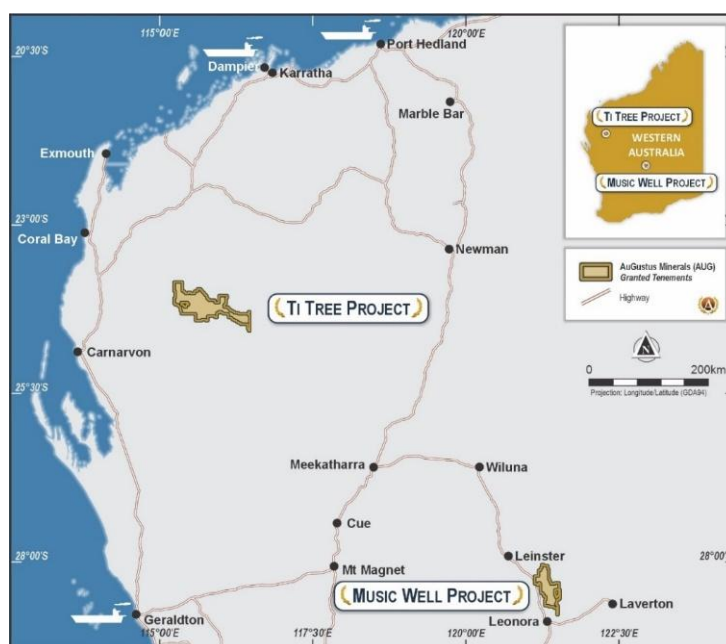 115°00'E
120°00'E
20°30'S
Port Hedland
Dampier
Karratha
Marble Bar
Exmouth
23°00'S
Coral Bay
Newman
TI TREE PROJECT
Carnarvon
25°30'S
Meekatharra
Wiluna
Cue
28°00'S
28°00'S
Leinster
Mt Magnet
MUSIC WELL PROJECT
Laverton
Geraldton
Leonora
115°00'E
117°30'E
120°00'E
122°30'E
TI TREE PROJECT
WESTERN
AUSTRALIA
MUSIC WELL PROJECT
AuGustus Minerals (AUG)
Granted Tenements
Highway
N
0
200km
Projection: Longitude/Latitude (GDA94)